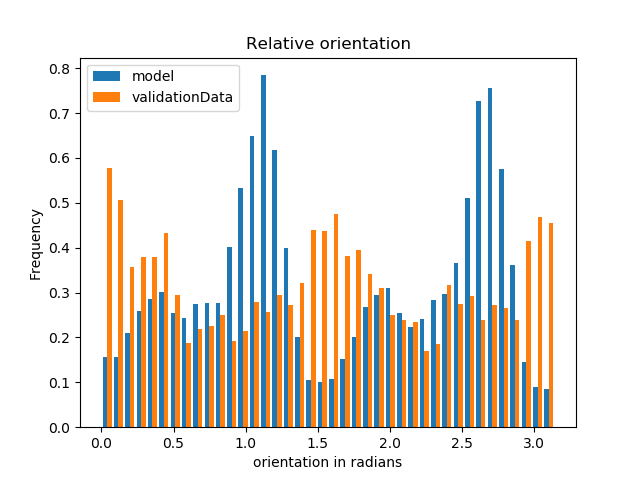 Relative orientation
model
validationData
Frequency
0.8
0.7
0.6
0.5
0.4
0.3
0.2
0.1
0.0
0.0 0.5 1.0 1.5 2.0 2.5 3.0
orientation in radians